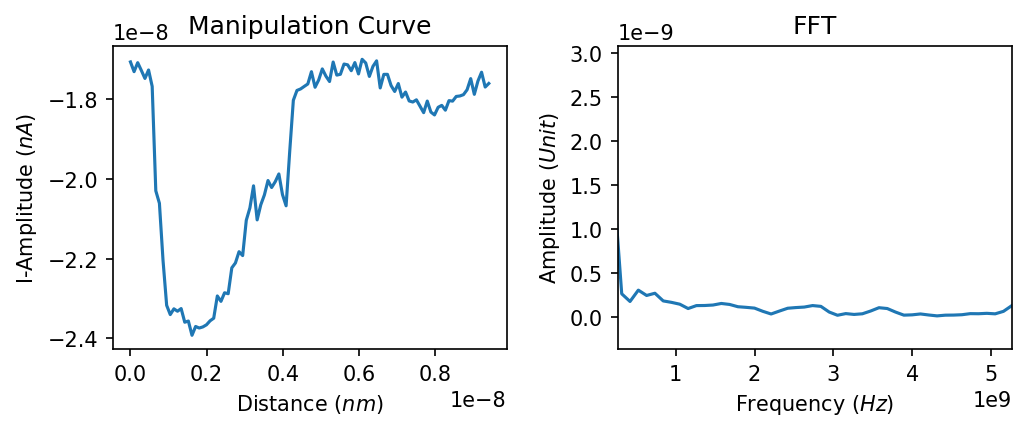 Manipulation Curve
1e−8
I-Amplitude (nA)
−1.8
−2.0
−2.2
−2.4
0.0 0.2 0.4 0.6 0.8
1e−8
Distance (nm)
FFT
1e−9
Amplitude (Unit)
3.0
2.5
2.0
1.5
1.0
0.5
0.0
1 2 3 4 5
1e9
Frequency (Hz)